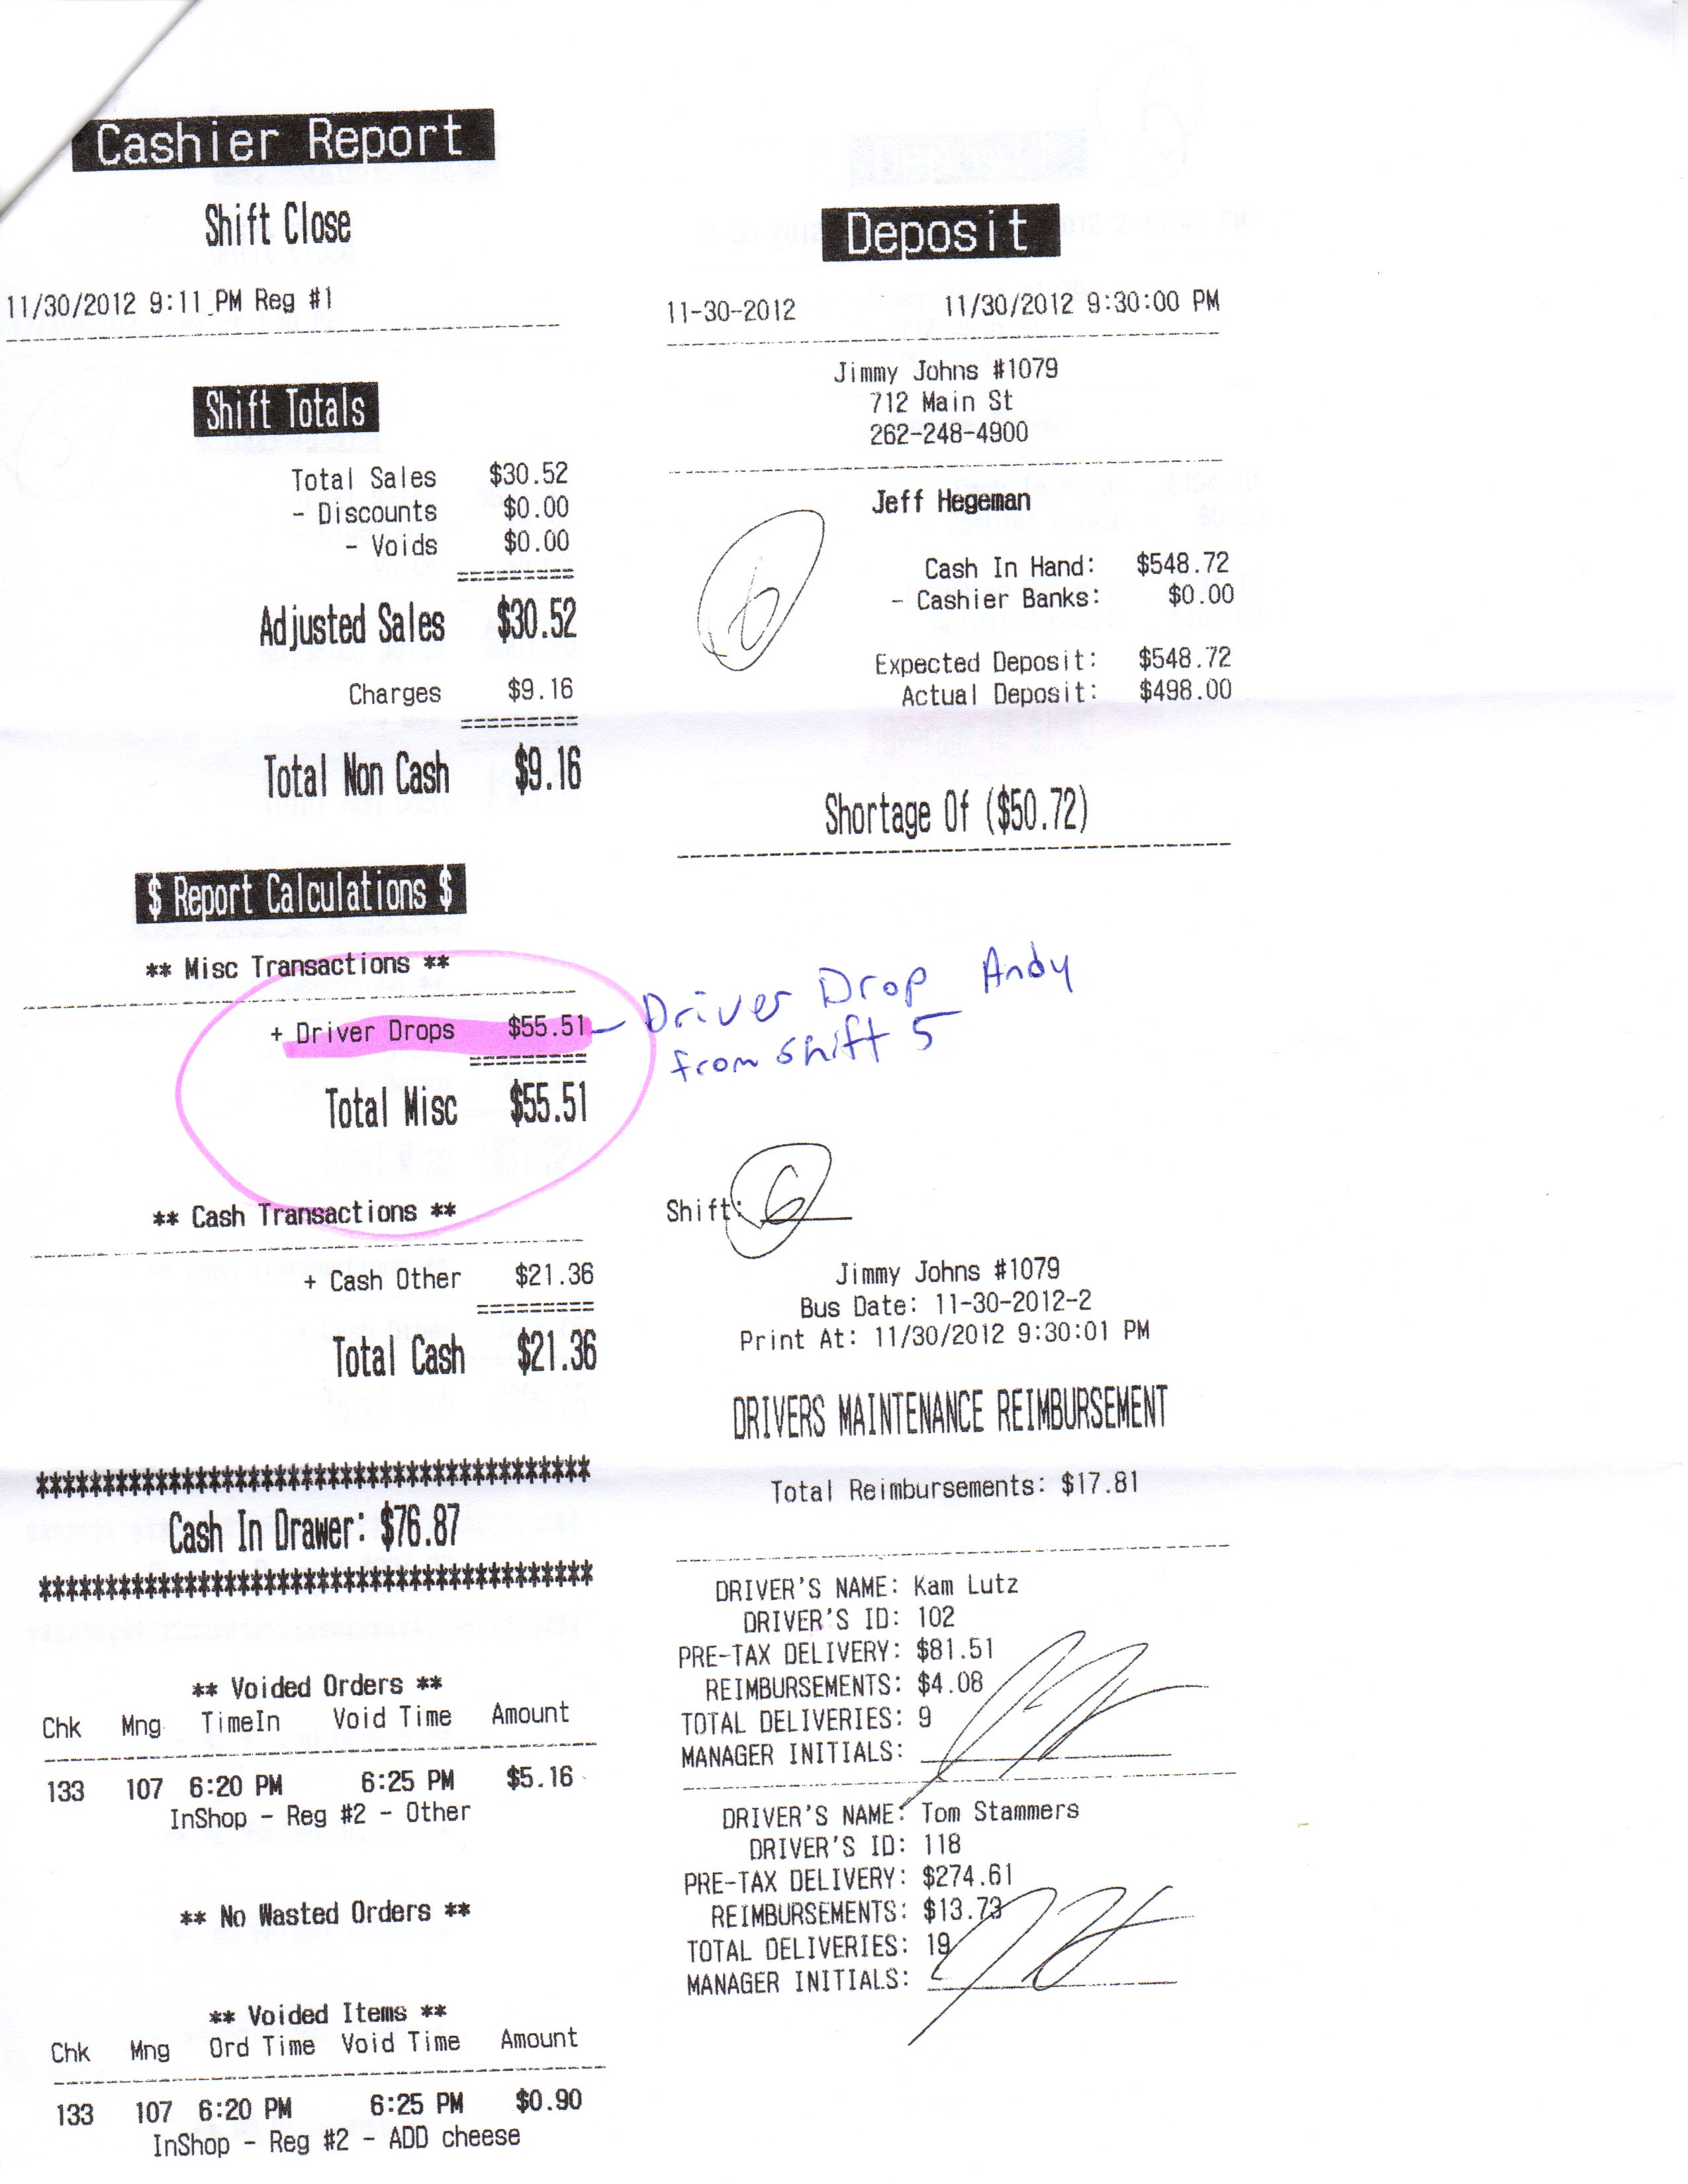 Cashier Report
Shift Close
11/30/2012 9:11 PM Reg #1
Shift Totals
Total Sales $30.52
- Discounts $0.00
- Voids $0.00
=========
Adjusted Sales $30.52
Charges $9.16
=========
Total Non Cash $9.16
$ Report Calculations $
** Misc Transactions **
+ Driver Drops $55.51
=========
Total Misc $55.51
** Cash Transactions **
+ Cash Other $21.36
=========
Total Cash $21.36
Cash In Drawer: $76.87
** Voided Orders **
Chk Mng TimeIn Void Time Amount
133 107 6:20 PM 6:25 PM $5.16
InShop - Reg #2 - Other
** No Wasted Orders **
** Voided Items **
Chk Mng Ord Time Void Time Amount
133 107 6:20 PM 6:25 PM $0.90
InShop - Reg #2 - ADD cheese
Deposit
11-30-2012 11/30/2012 9:30:00 PM
Jimmy Johns #1079
712 Main St
262-248-4900
Jeff Hegeman
6
Cash In Hand: $548.72
- Cashier Banks: $0.00
Expected Deposit: $548.72
Actual Deposit: $498.00
Shortage Of ($50.72)
Driver Drop Andy
from shift 5
Shift: 6
Jimmy Johns #1079
Bus Date: 11-30-2012-2
Print At: 11/30/2012 9:30:01 PM
DRIVERS MAINTENANCE REIMBURSEMENT
Total Reimbursements: $17.81
DRIVER'S NAME: Kam Lutz
DRIVER'S ID: 102
PRE-TAX DELIVERY: $81.51
REIMBURSEMENTS: $4.08
TOTAL DELIVERIES: 9
MANAGER INITIALS:
DRIVER'S NAME: Tom Stammers
DRIVER'S ID: 118
PRE-TAX DELIVERY: $274.61
REIMBURSEMENTS: $13.73
TOTAL DELIVERIES: 19
MANAGER INITIALS: